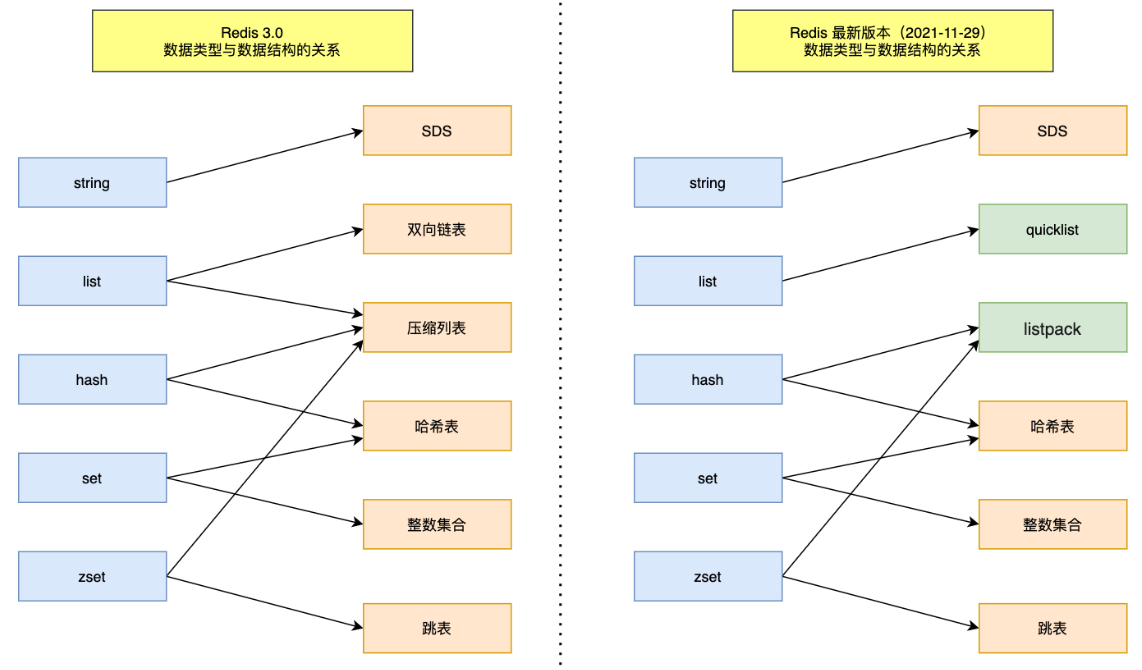 Redis 3.0
数据类型与数据结构的关系
SDS
string
双向链表
list
压缩列表
hash
哈希表
set
整数集合
zset
跳表
Redis 最新版本（2021-11-29）
数据类型与数据结构的关系
SDS
string
quicklist
list
listpack
hash
哈希表
set
整数集合
zset
跳表